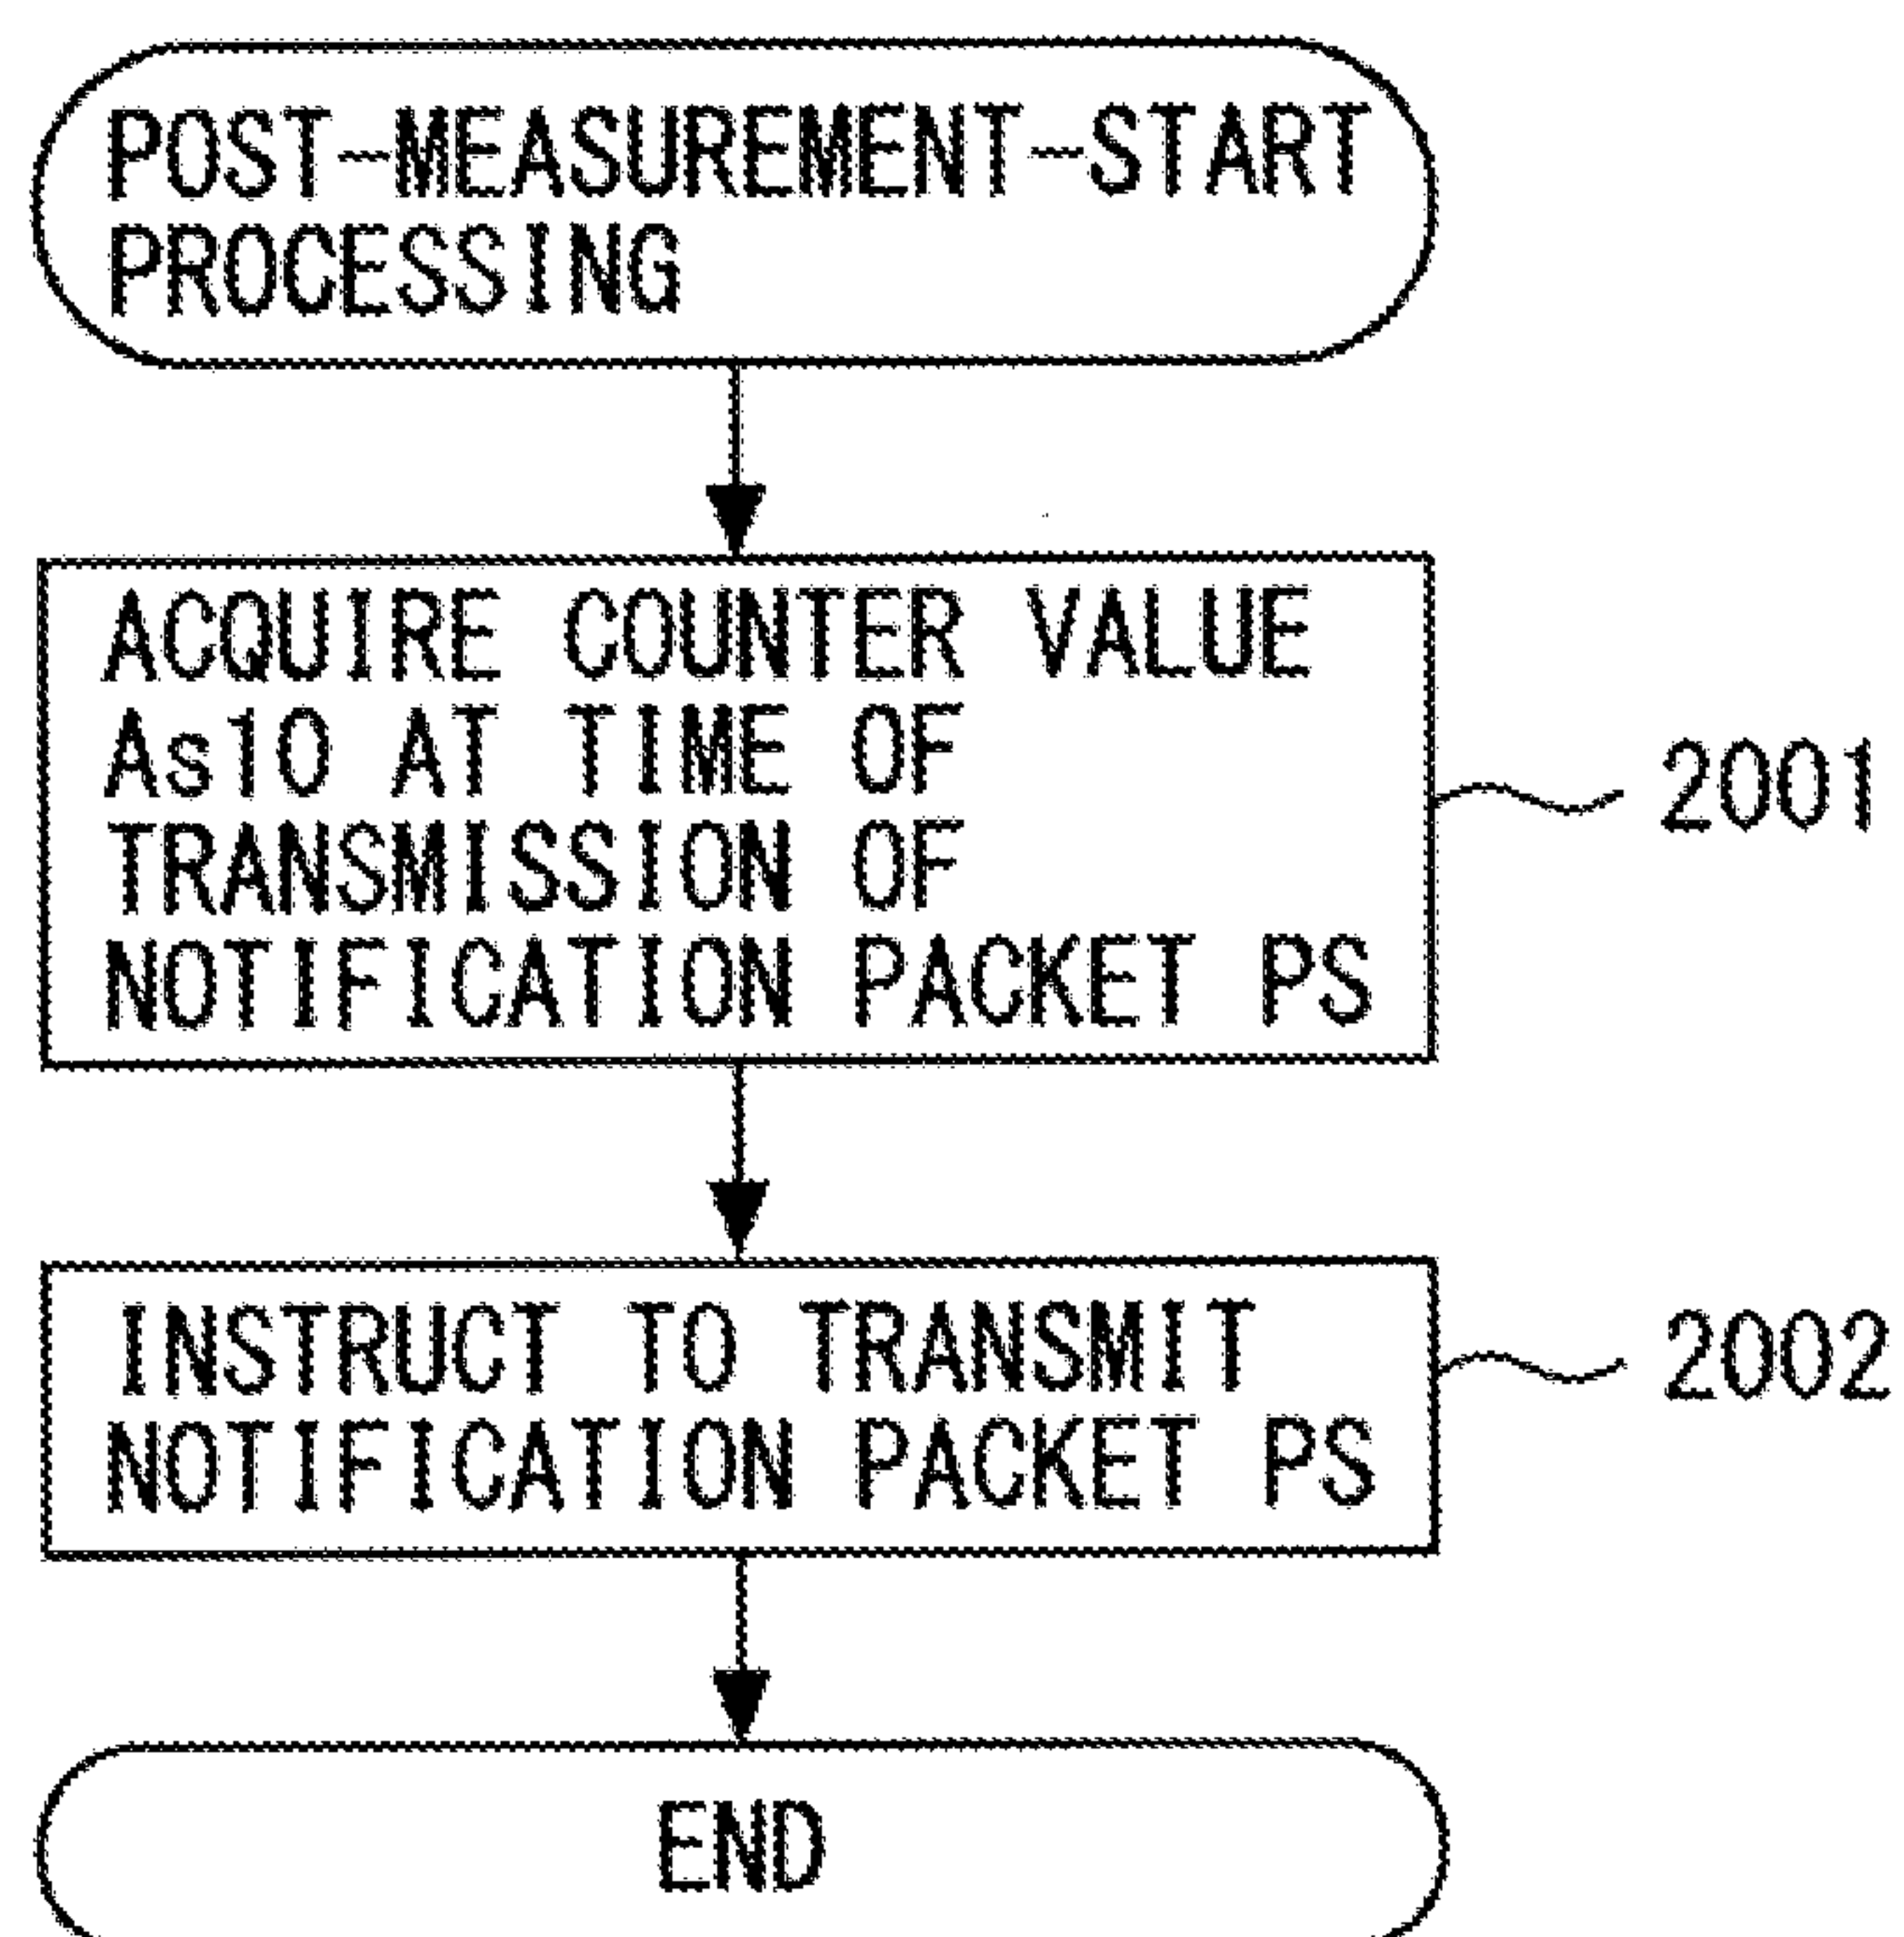 POST-MEASUREMENT-START
PROCESSING
ACQUIRE COUNTER VALUE
As10 AT TIME OF
TRANSMISSION OF
NOTIFICATION PACKET PS
2001
INSTRUCT TO TRANSMIT
NOTIFICATION PACKET PS
2002
END